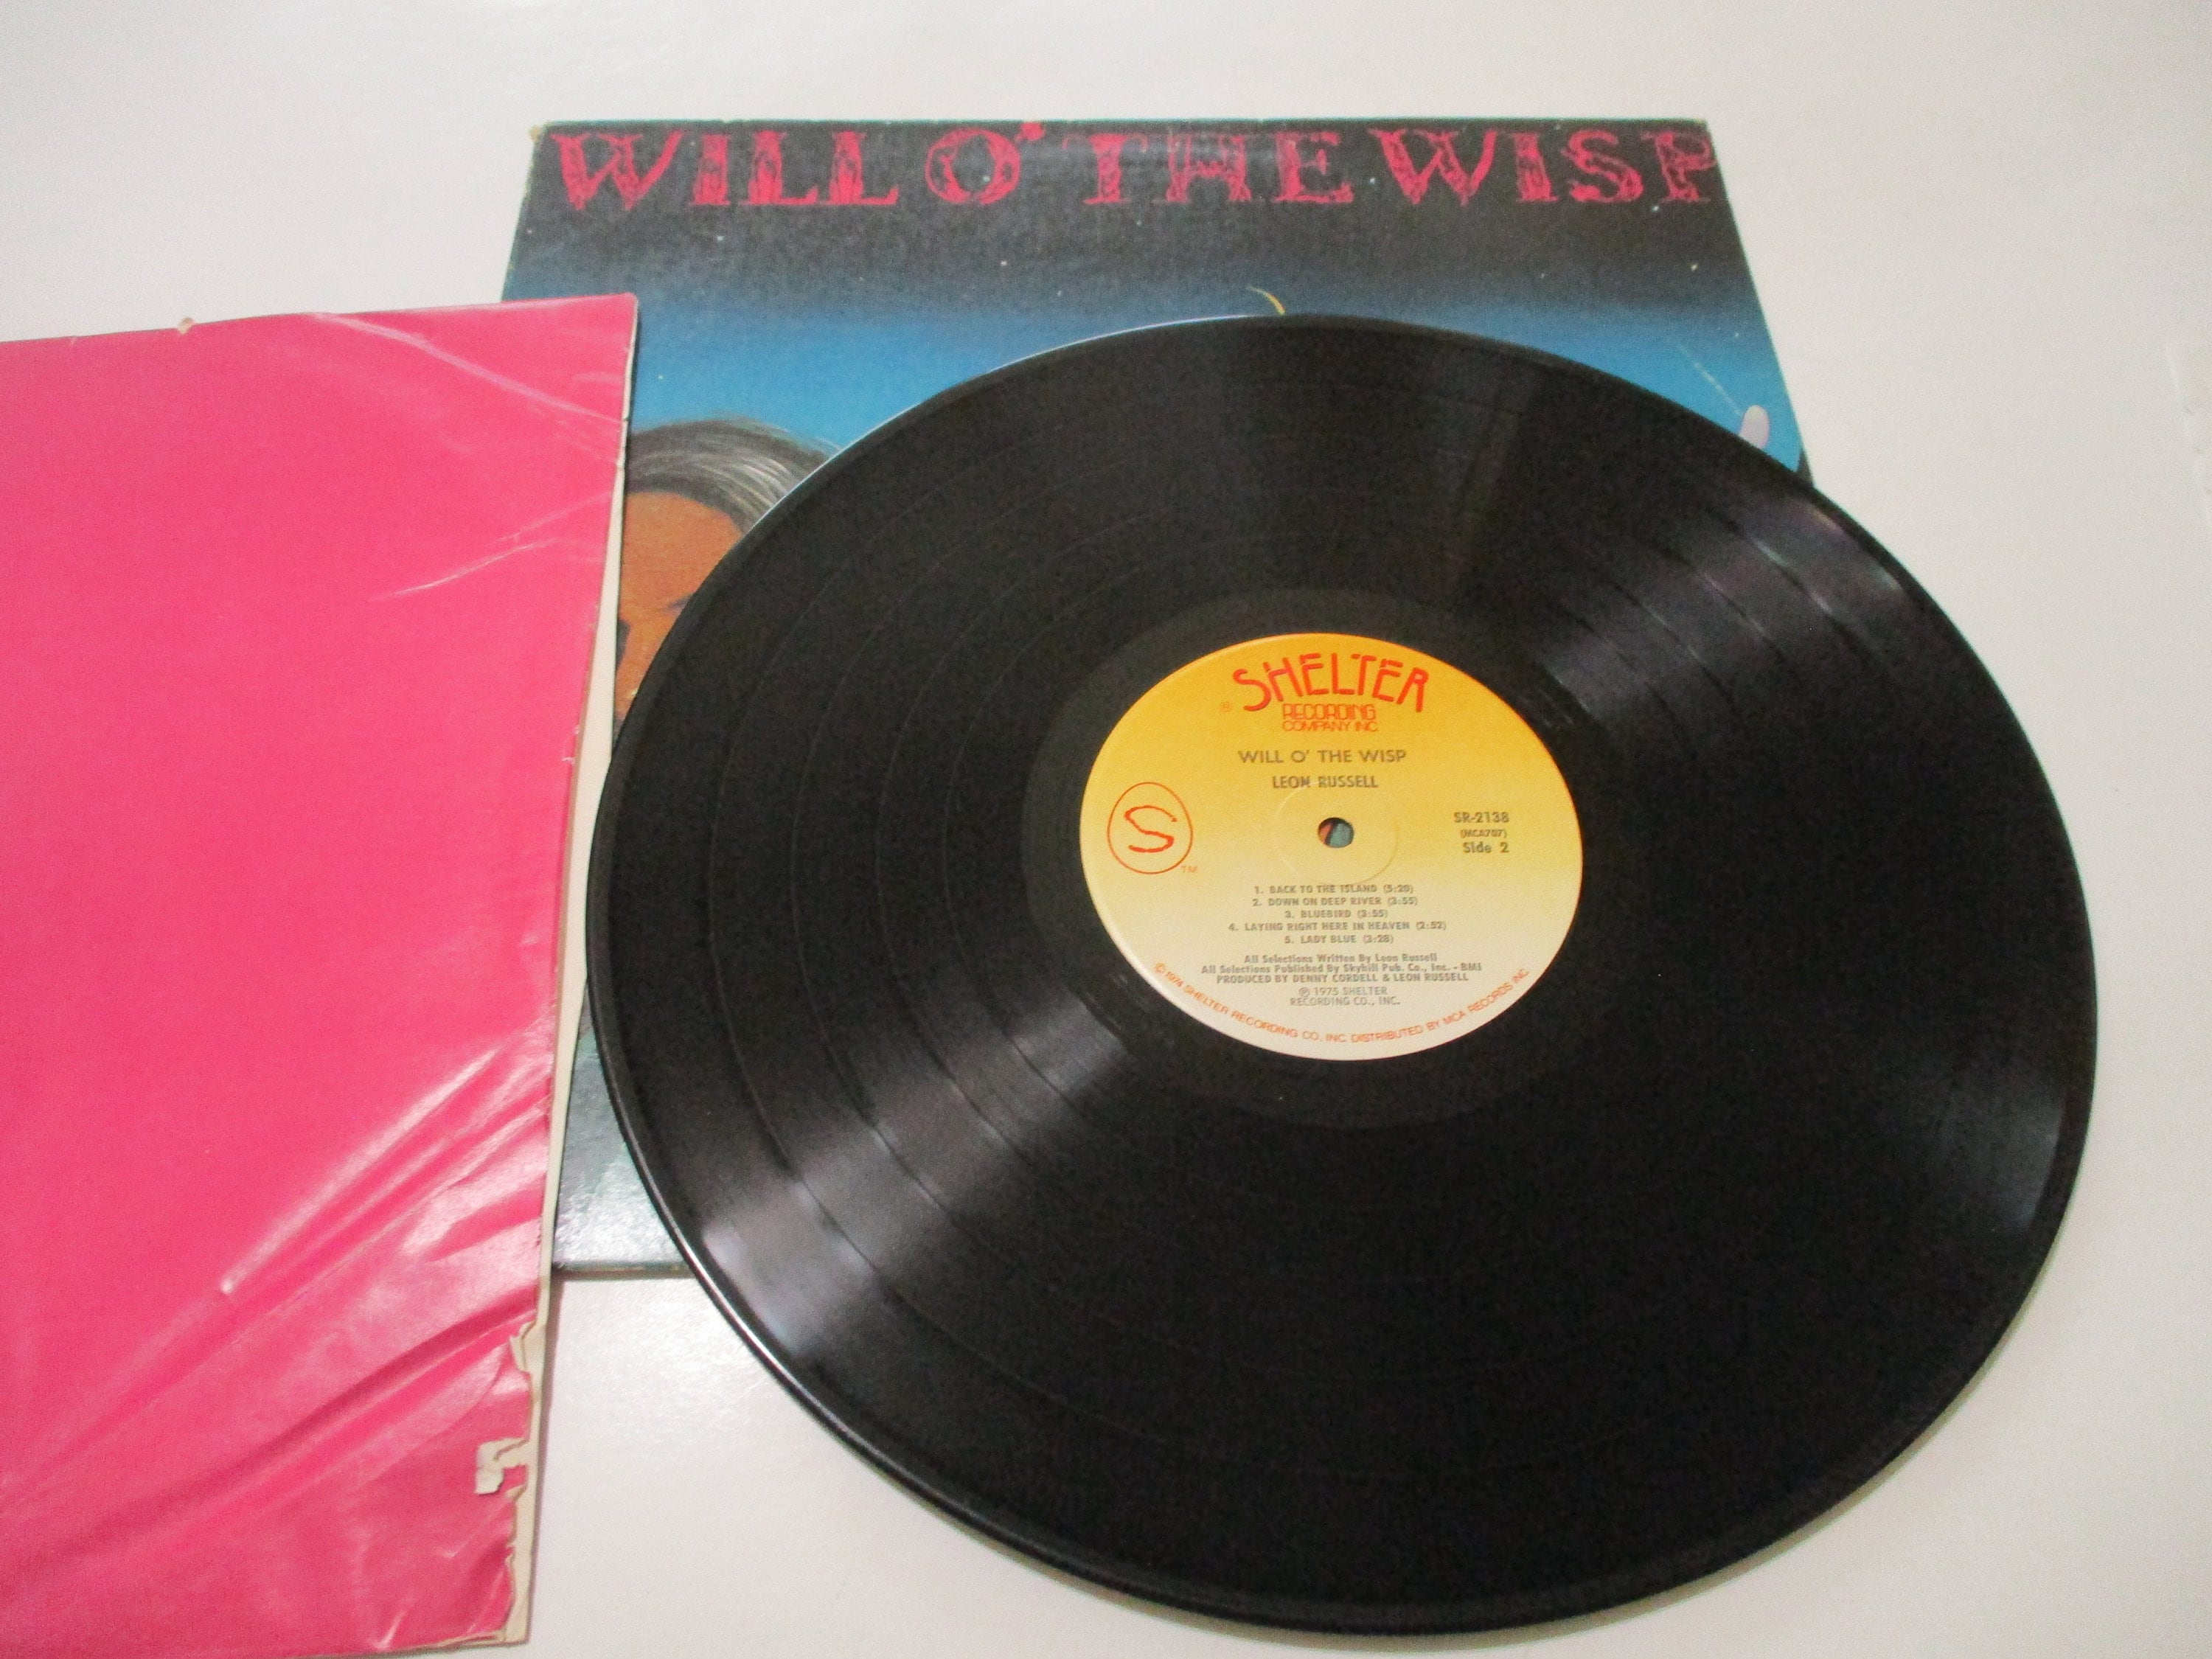 WILL O' THE WISP
SHELTER
®
RECORDING
COMPANY INC
WILL O' THE WISP
LEON RUSSELL
S
TM
SR-2138
(MCA707)
Side 2
1. BACK TO THE ISLAND (5:20)
2. DOWN ON DEEP RIVER (3:55)
3. BLUEBIRD (3:55)
4. LAYING RIGHT HERE IN HEAVEN (2:52)
5. LADY BLUE (3:28)
All Selections Written By Leon Russell
All Selections Published By Skyhill Pub. Co., Inc. - BMI
PRODUCED BY DENNY CORDELL & LEON RUSSELL
℗ 1975 SHELTER
RECORDING CO., INC.
© 1974 SHELTER RECORDING CO. INC. DISTRIBUTED BY MCA RECORDS INC.